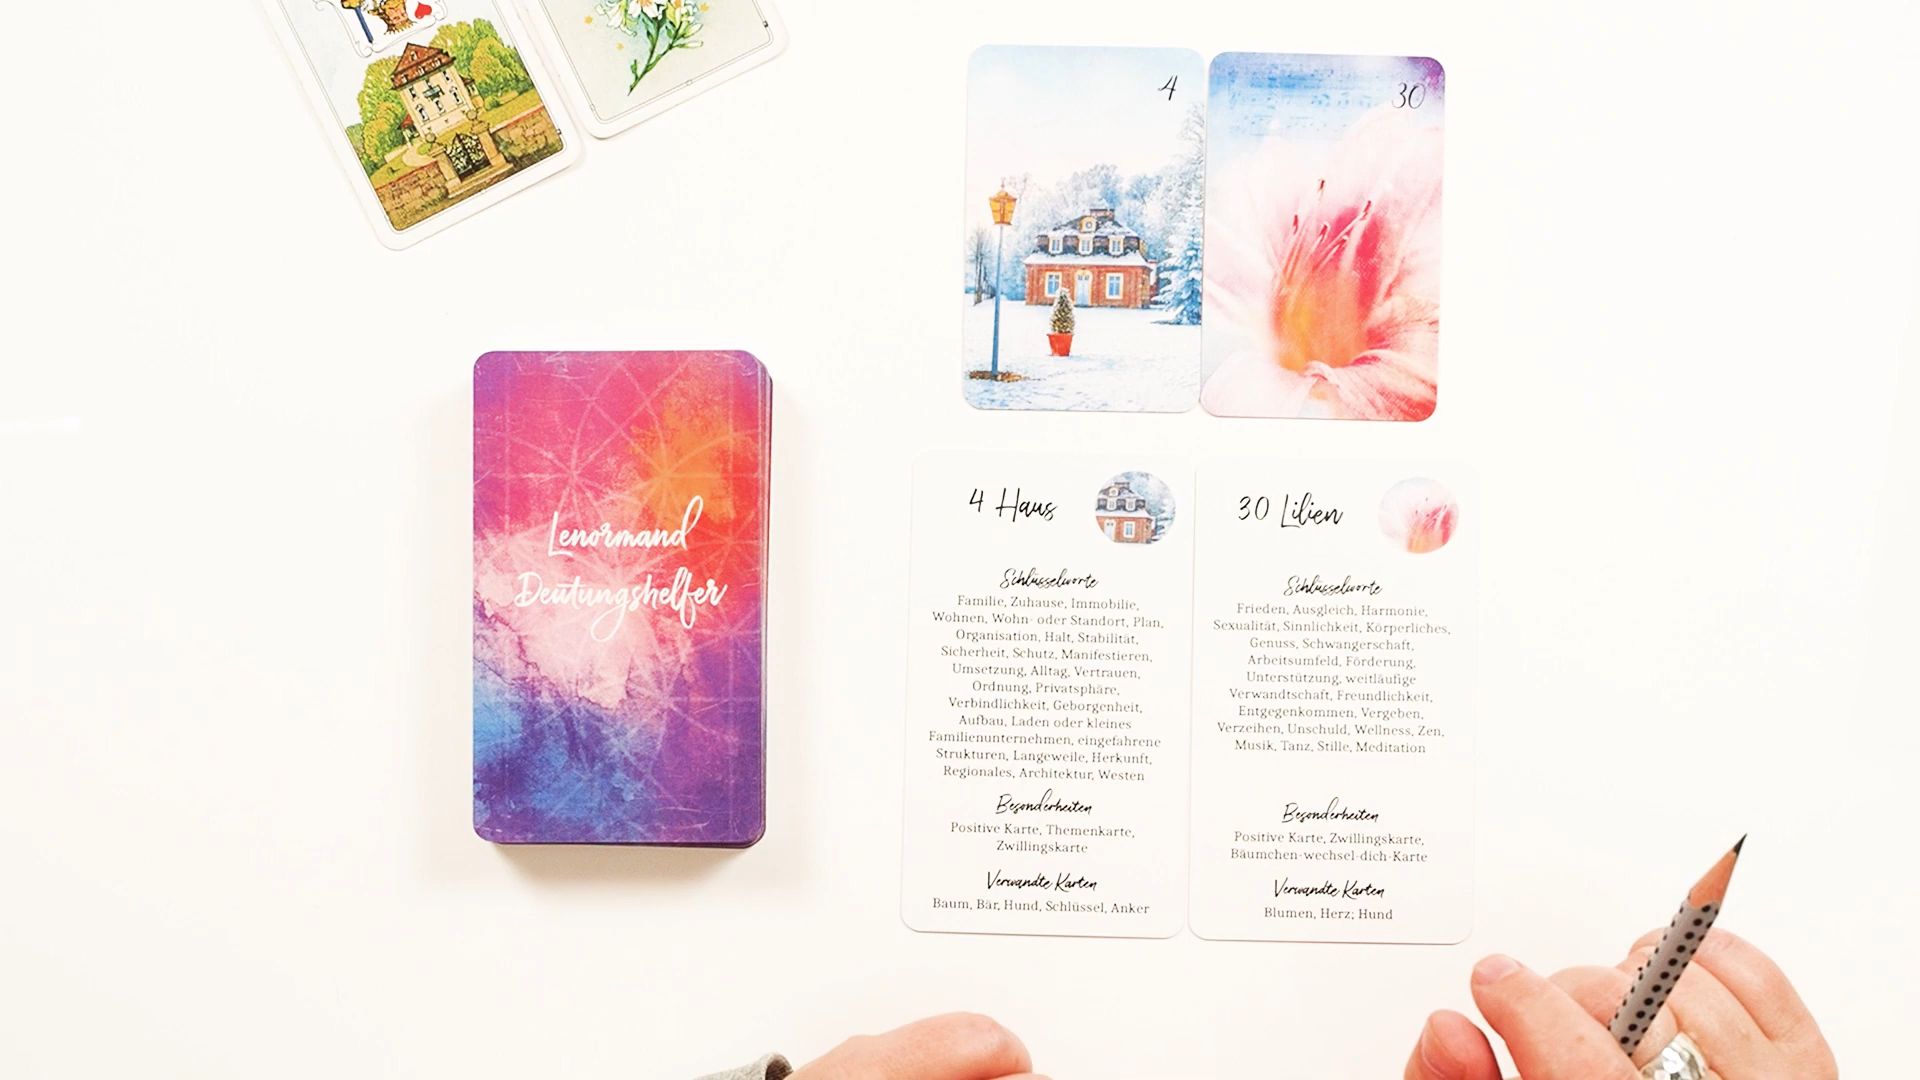 4
30
Lenormand
Deutungshelfer
4 Haus
Schlüsselworte
Familie, Zuhause, Immobilie,
Wohnen, Wohn- oder Standort, Plan,
Organisation, Halt, Stabilität,
Sicherheit, Schutz, Manifestieren,
Umsetzung, Alltag, Vertrauen,
Ordnung, Privatsphäre,
Verbindlichkeit, Geborgenheit,
Aufbau, Laden oder kleines
Familienunternehmen, eingefahrene
Strukturen, Langeweile, Herkunft,
Regionales, Architektur, Westen
Besonderheiten
Positive Karte, Themenkarte,
Zwillingskarte
Verwandte Karten
Baum, Bär, Hund, Schlüssel, Anker
30 Lilien
Schlüsselworte
Frieden, Ausgleich, Harmonie,
Sexualität, Sinnlichkeit, Körperliches,
Genuss, Schwangerschaft,
Arbeitsumfeld, Förderung,
Unterstützung, weitläufige
Verwandtschaft, Freundlichkeit,
Entgegenkommen, Vergeben,
Verzeihen, Unschuld, Wellness, Zen,
Musik, Tanz, Stille, Meditation
Besonderheiten
Positive Karte, Zwillingskarte,
Bäumchen-wechsel-dich-Karte
Verwandte Karten
Blumen, Herz; Hund